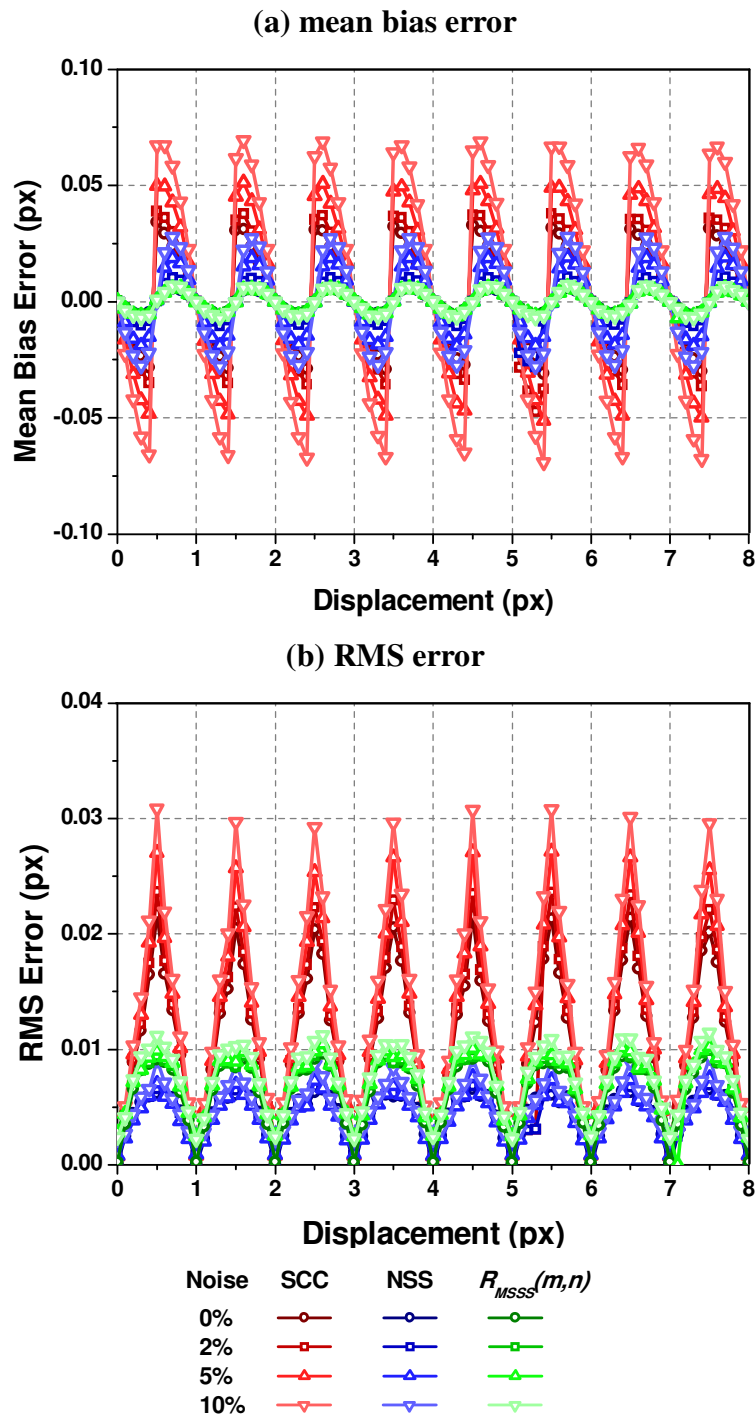 (a) mean bias error
0.10
0.05
0.00
-0.05
-0.10
Mean Bias Error (px)
0 1 2 3 4 5 6 7 8
Displacement (px)
(b) RMS error
0.04
0.03
0.02
0.01
0.00
RMS Error (px)
0 1 2 3 4 5 6 7 8
Displacement (px)
Noise SCC NSS R_MSSS(m,n)
0%
2%
5%
10%